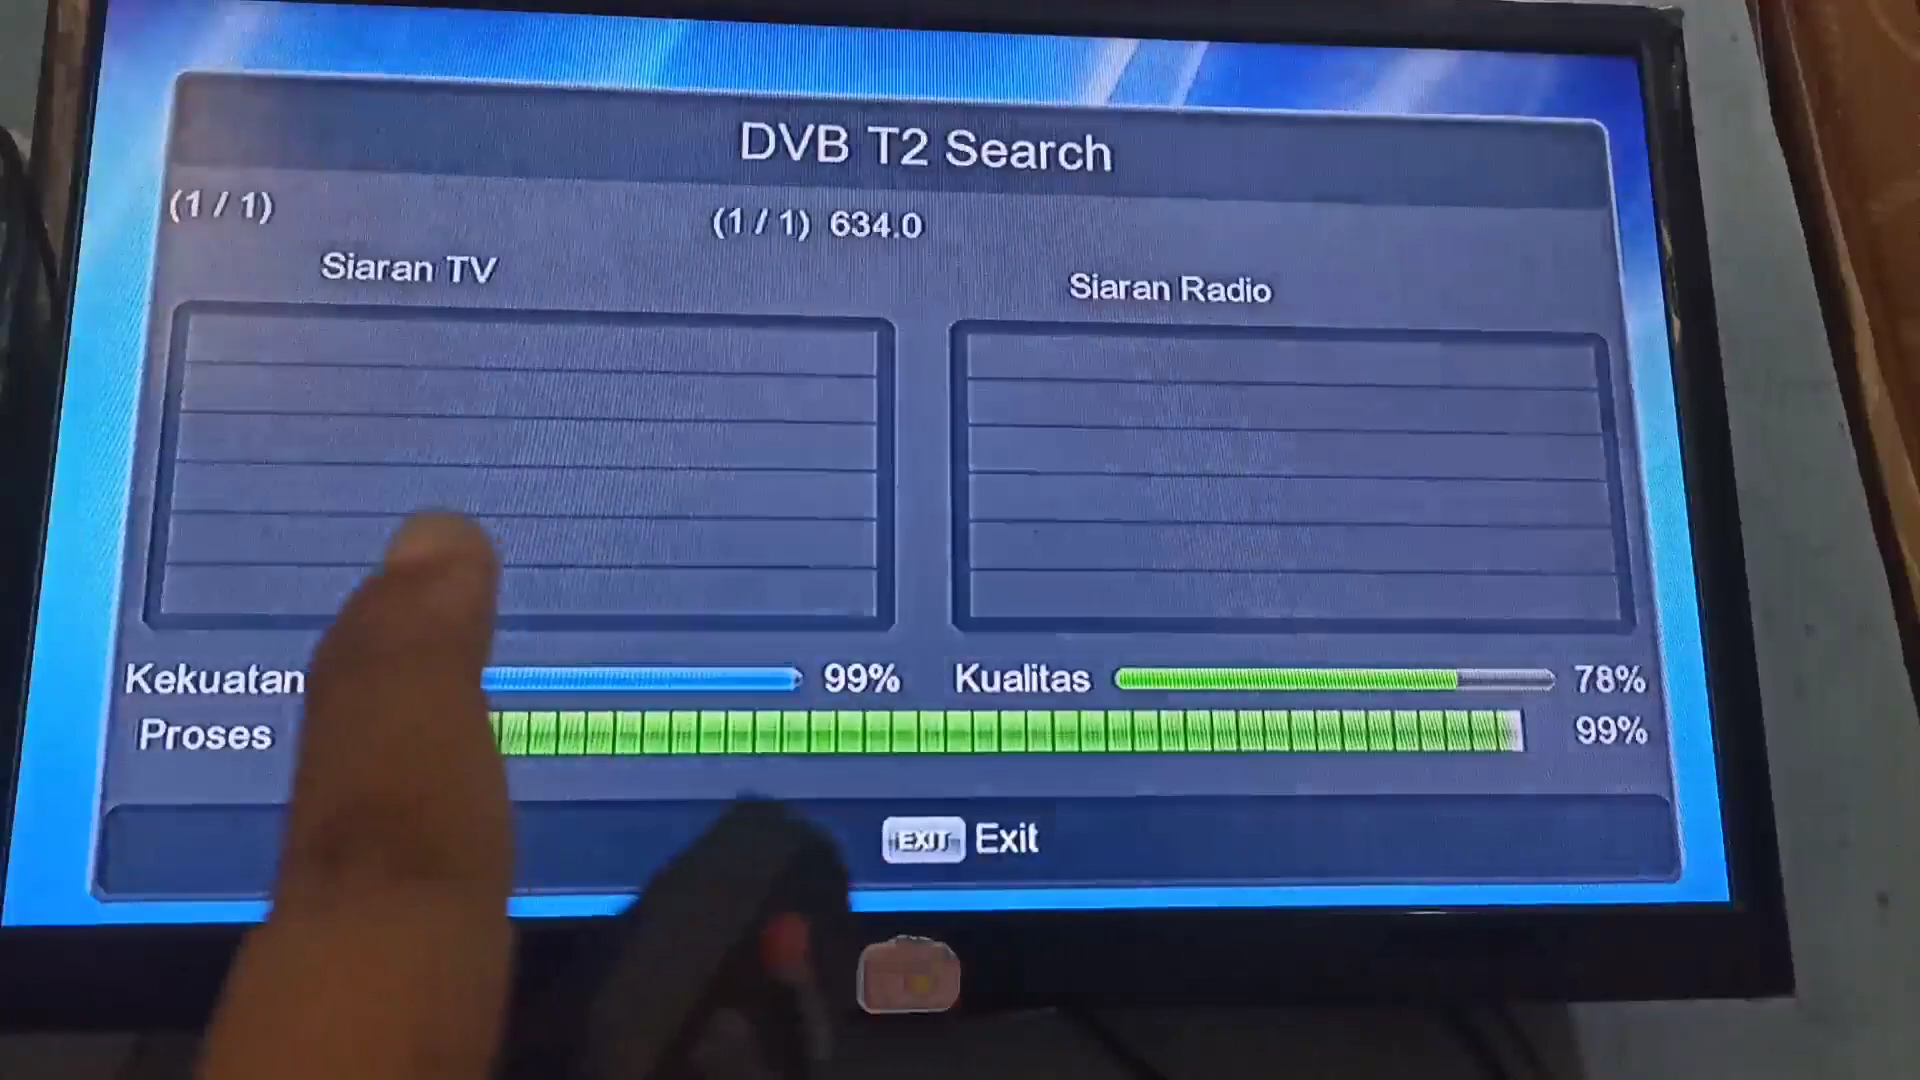 DVB T2 Search
(1 / 1)
(1 / 1) 634.0
Siaran TV
Siaran Radio
Kekuatan 99% Kualitas 78%
Proses 99%
EXIT Exit